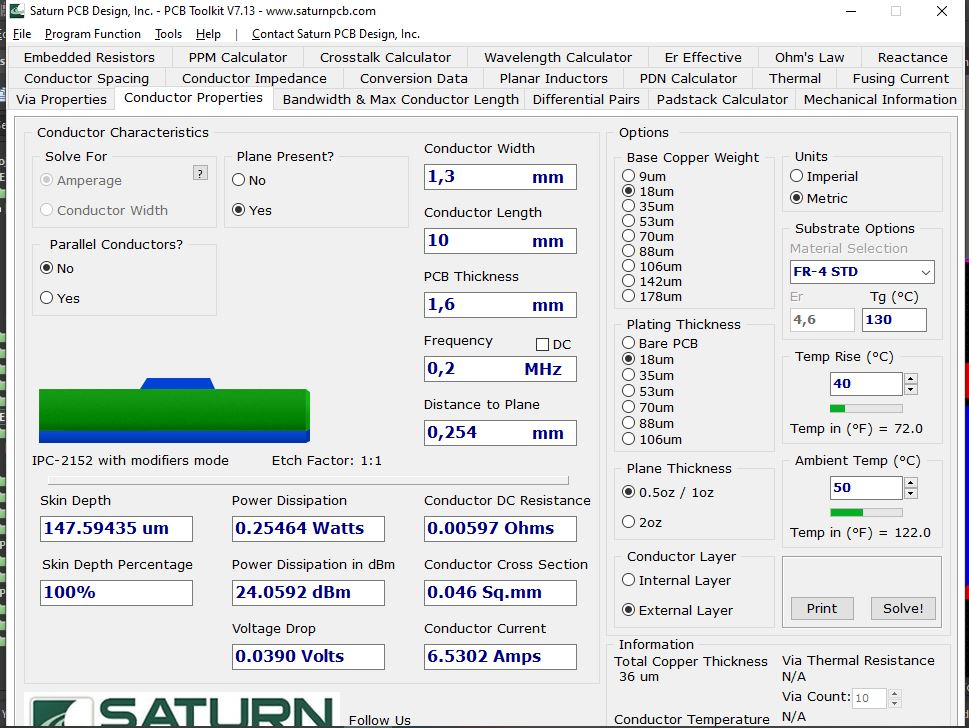 Saturn PCB Design, Inc. - PCB Toolkit V7.13 - www.saturnpcb.com
File Program Function Tools Help | Contact Saturn PCB Design, Inc.
Embedded Resistors PPM Calculator Crosstalk Calculator Wavelength Calculator Er Effective Ohm's Law Reactance
Conductor Spacing Conductor Impedance Conversion Data Planar Inductors PDN Calculator Thermal Fusing Current
Via Properties Conductor Properties Bandwidth & Max Conductor Length Differential Pairs Padstack Calculator Mechanical Information
Conductor Characteristics
Solve For
?
Amperage
Conductor Width
Plane Present?
No
Yes
Parallel Conductors?
No
Yes
Conductor Width
1,3 mm
Conductor Length
10 mm
PCB Thickness
1,6 mm
Frequency DC
0,2 MHz
Distance to Plane
0,254 mm
IPC-2152 with modifiers mode Etch Factor: 1:1
Skin Depth
147.59435 um
Skin Depth Percentage
100%
Power Dissipation
0.25464 Watts
Power Dissipation in dBm
24.0592 dBm
Voltage Drop
0.0390 Volts
Conductor DC Resistance
0.00597 Ohms
Conductor Cross Section
0.046 Sq.mm
Conductor Current
6.5302 Amps
Options
Base Copper Weight
9um
18um
35um
53um
70um
88um
106um
142um
178um
Plating Thickness
Bare PCB
18um
35um
53um
70um
88um
106um
Plane Thickness
0.5oz / 1oz
2oz
Conductor Layer
Internal Layer
External Layer
Units
Imperial
Metric
Substrate Options
Material Selection
FR-4 STD
Er Tg (°C)
4,6 130
Temp Rise (°C)
40
Temp in (°F) = 72.0
Ambient Temp (°C)
50
Temp in (°F) = 122.0
Print Solve!
Information
Total Copper Thickness
36 um
Conductor Temperature
Via Thermal Resistance
N/A
Via Count: 10
N/A
SATURN
Follow Us